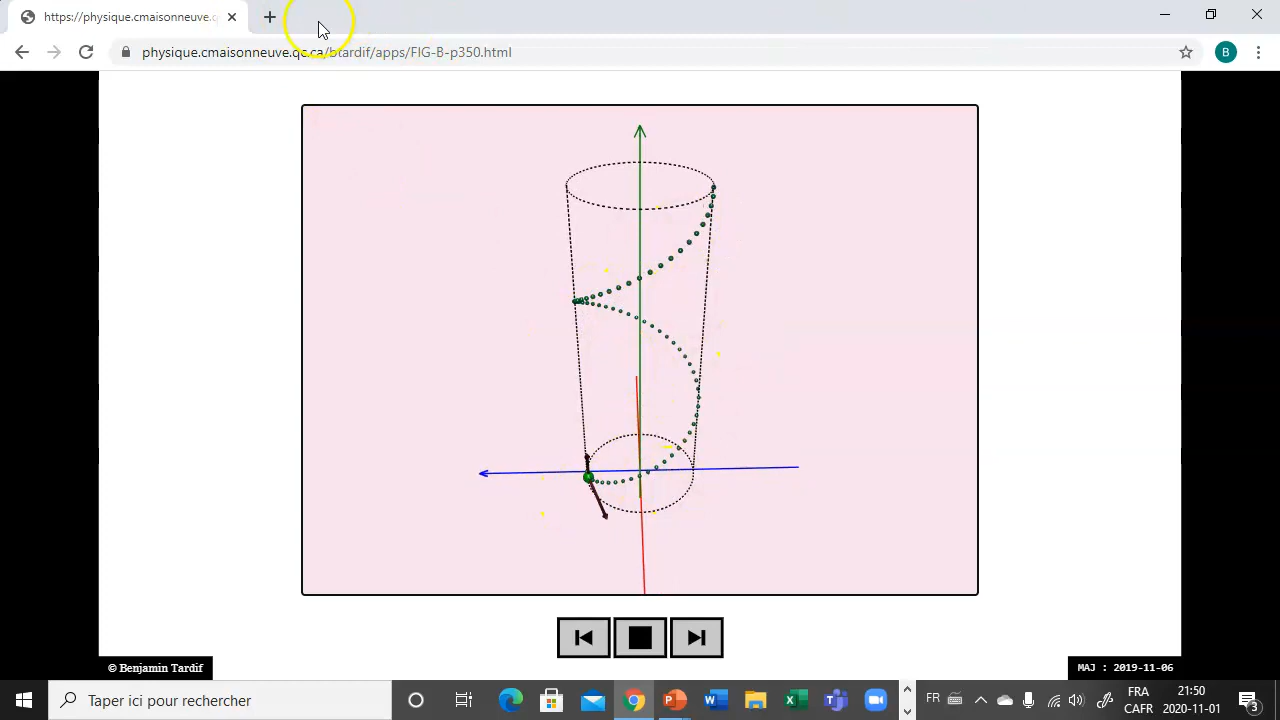 https://physique.cmaisonneuve.q
physique.cmaisonneuve.qc.ca/btardif/apps/FIG-B-p350.html
B
© Benjamin Tardif
MAJ : 2019-11-06
Taper ici pour rechercher
FR
FRA
CAFR
21:50
2020-11-01
3